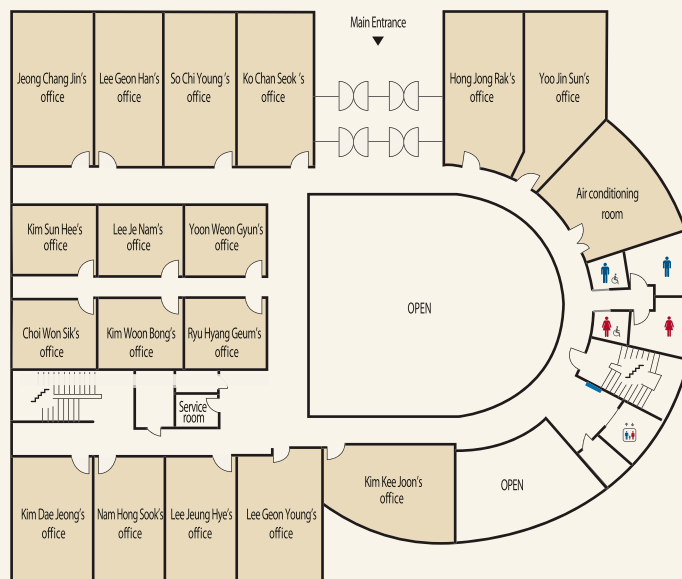 Main Entrance
Jeong Chang Jin's
office
Lee Geon Han's
office
So Chi Young 's
office
Ko Chan Seok 's
office
Hong Jong Rak's
office
Yoo Jin Sun's
office
Air conditioning
room
Kim Sun Hee's
office
Lee Je Nam's
office
Yoon Weon Gyun's
office
OPEN
Choi Won Sik's
office
Kim Woon Bong's
office
Ryu Hyang Geum's
office
Service
room
Kim Dae Jeong's
office
Nam Hong Sook's
office
Lee Jeung Hye's
office
Lee Geon Young's
office
Kim Kee Joon's
office
OPEN